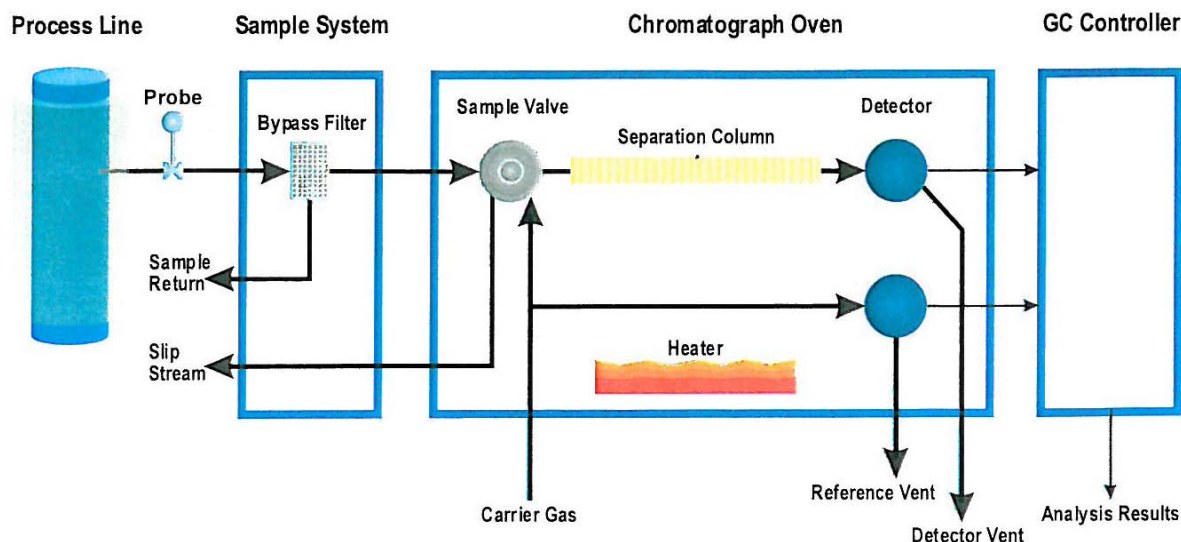 Process Line
Sample System
Chromatograph Oven
GC Controller
Probe
Bypass Filter
Sample Valve
Separation Column
Detector
Sample
Return
Slip
Stream
Heater
Carrier Gas
Reference Vent
Detector Vent
Analysis Results